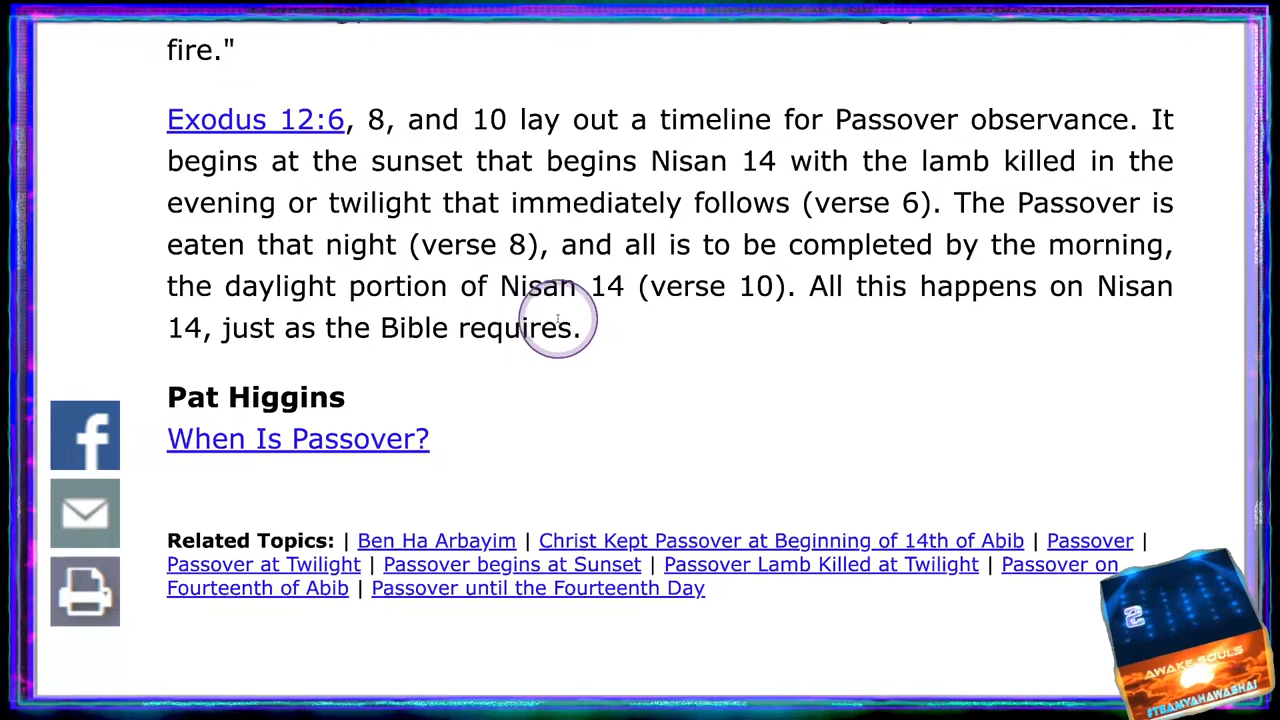 fire."
Exodus 12:6, 8, and 10 lay out a timeline for Passover observance. It
begins at the sunset that begins Nisan 14 with the lamb killed in the
evening or twilight that immediately follows (verse 6). The Passover is
eaten that night (verse 8), and all is to be completed by the morning,
the daylight portion of Nisan 14 (verse 10). All this happens on Nisan
14, just as the Bible requires.
Pat Higgins
When Is Passover?
Related Topics: | Ben Ha Arbayim | Christ Kept Passover at Beginning of 14th of Abib | Passover |
Passover at Twilight | Passover begins at Sunset | Passover Lamb Killed at Twilight | Passover on
Fourteenth of Abib | Passover until the Fourteenth Day
2
AWAKE SOULS
#TEAMYAHAWASHAI